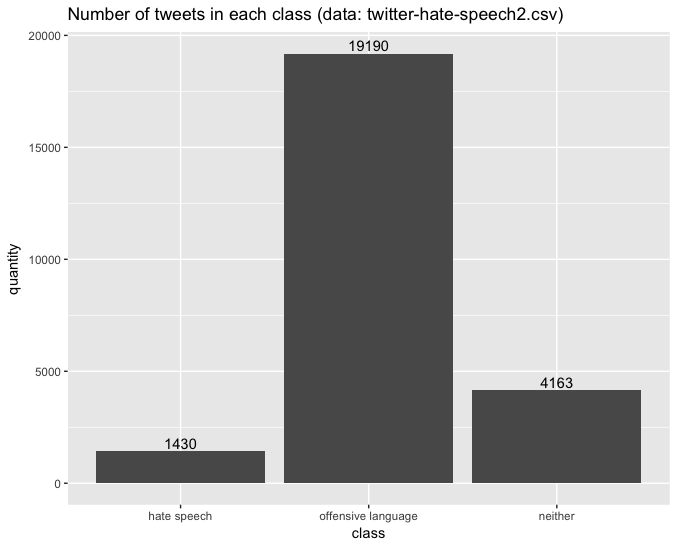 Number of tweets in each class (data: twitter-hate-speech2.csv)
20000
15000
10000
5000
0
quantity
1430
19190
4163
hate speech
offensive language
neither
class